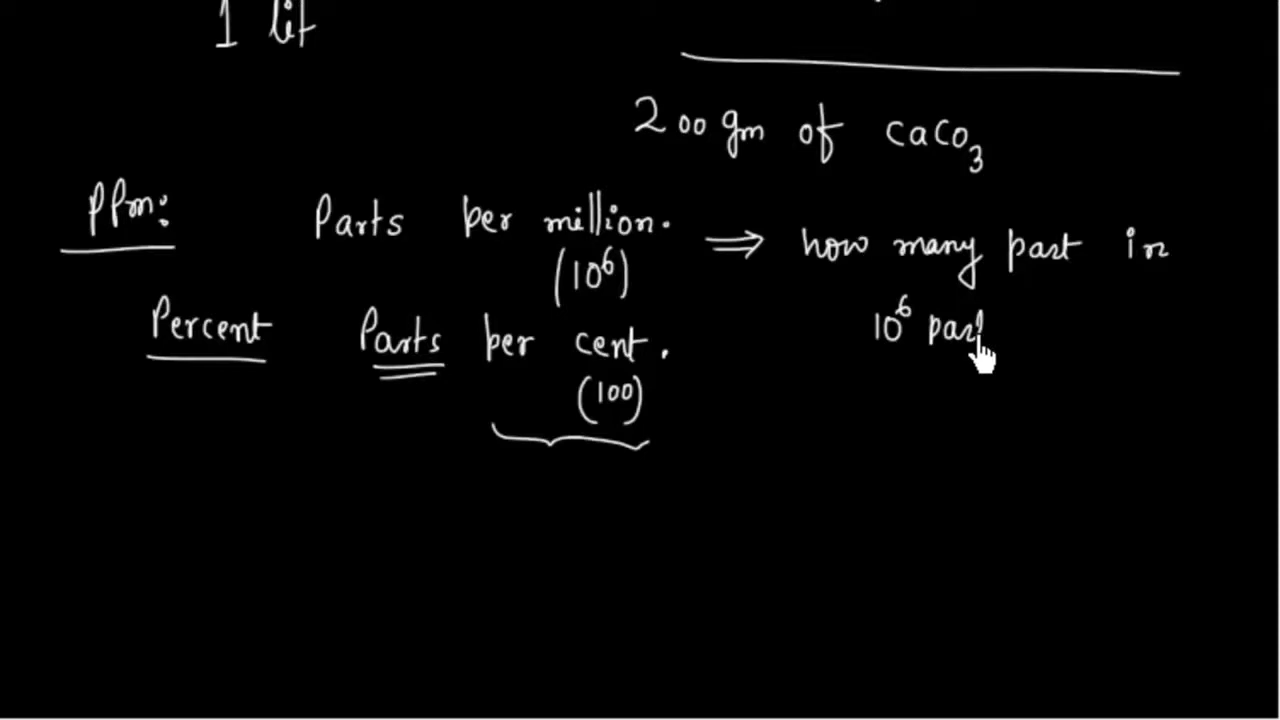 1 lit
200 gm of CaCO3
PPm: Parts per million. ⇒ how many part in
(10^6)
10^6 part
Percent Parts per cent.
(100)